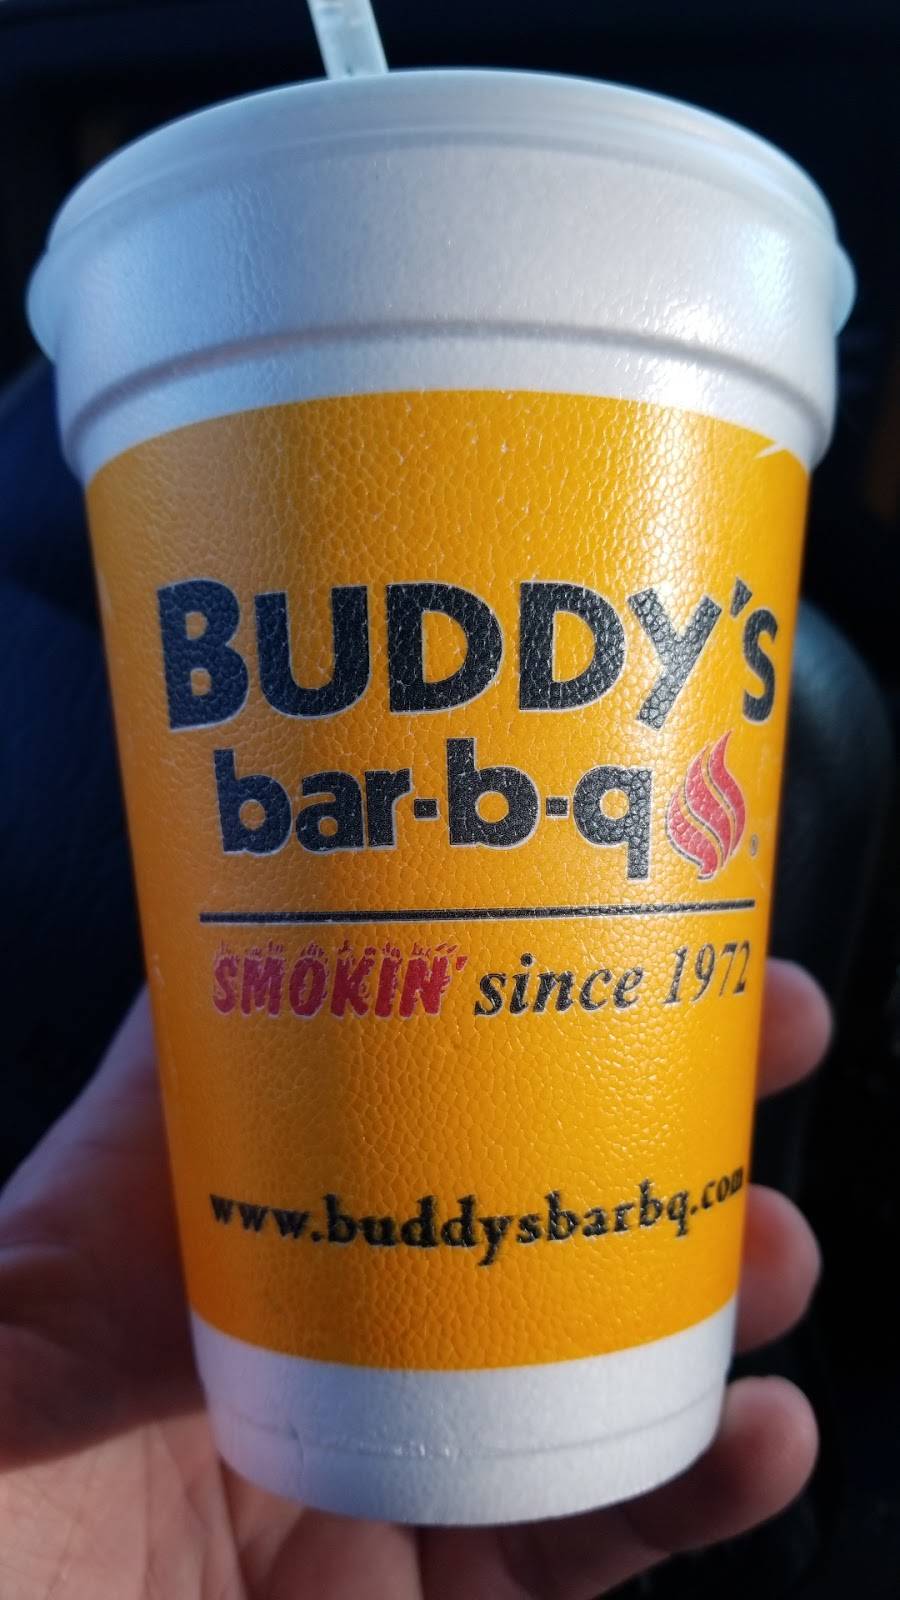 BUDDY'S
bar-b-q ®
SMOKIN' since 1972
www.buddysbarbq.com